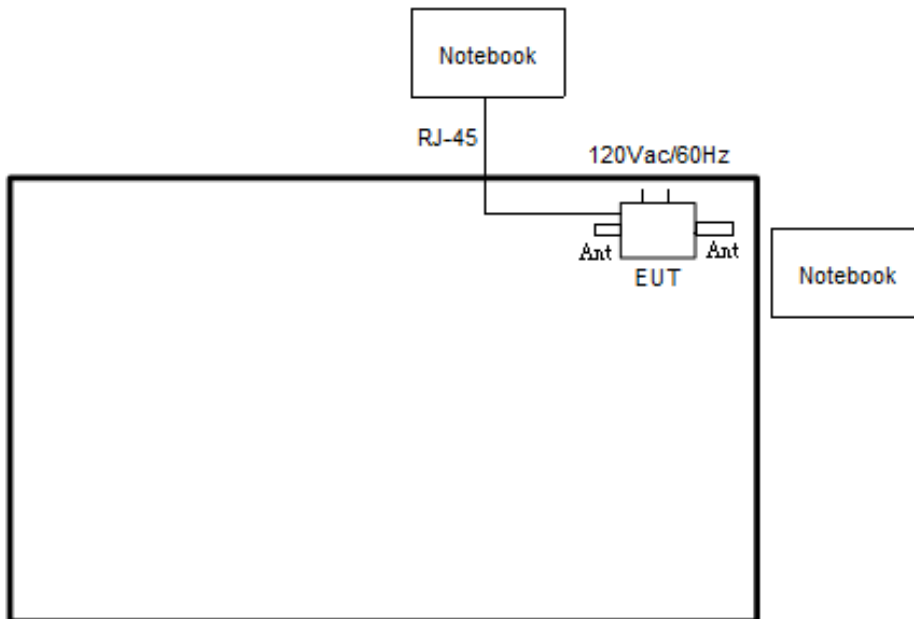 Notebook
RJ-45
120Vac/60Hz
Ant
Ant
EUT
Notebook